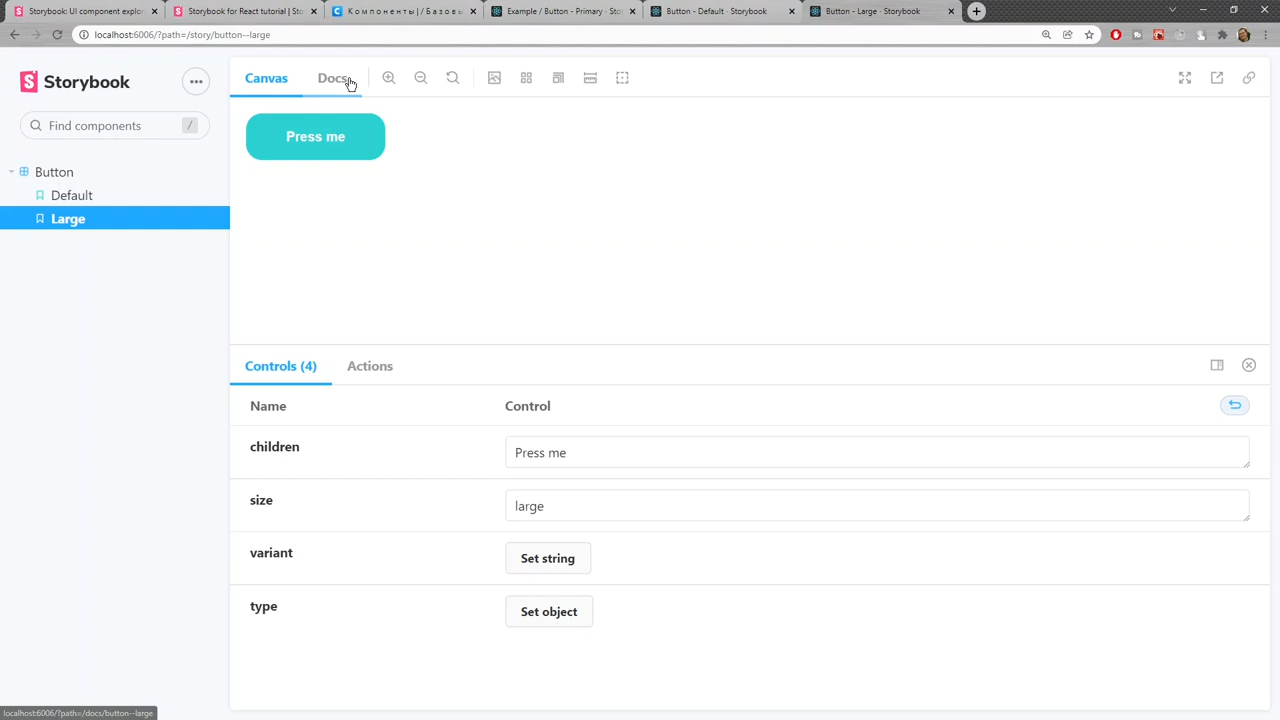 Storybook: UI component explor
Storybook for React tutorial | Sto
К о м п о н е н т ы | / Б а з о в ы
Example / Button - Primary · Sto
Button - Default · Storybook
Button - Large · Storybook
localhost:6006/?path=/story/button--large
Storybook
Find components
/
Button
Default
Large
Canvas
Docs
Press me
Controls (4)
Actions
Name
Control
children
Press me
size
large
variant
Set string
type
Set object
localhost:6006/?path=/docs/button--large